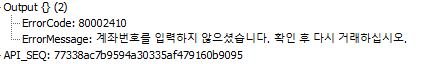 Output {} (2)
ErrorCode: 80002410
ErrorMessage: 계좌번호를 입력하지 않으셨습니다. 확인 후 다시 거래하십시오.
API_SEQ: 77338ac7b9594a30335af479160b9095